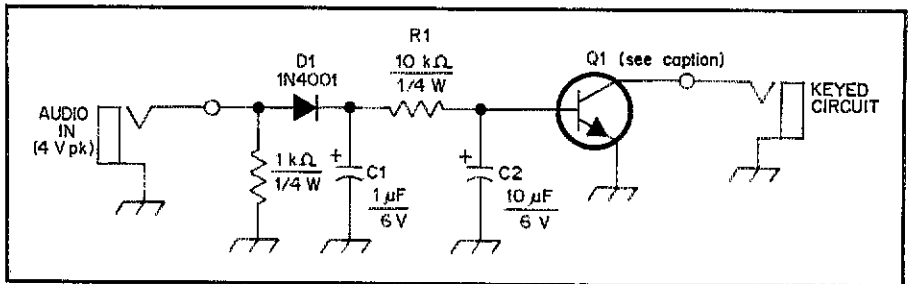 R1
D1
1N4001
10 kΩ
1/4 W
Q1 (see caption)
AUDIO
IN
(4 V pk)
KEYED
CIRCUIT
1 kΩ
1/4 W
+
C1
1 µF
6 V
+
C2
10 µF
6 V